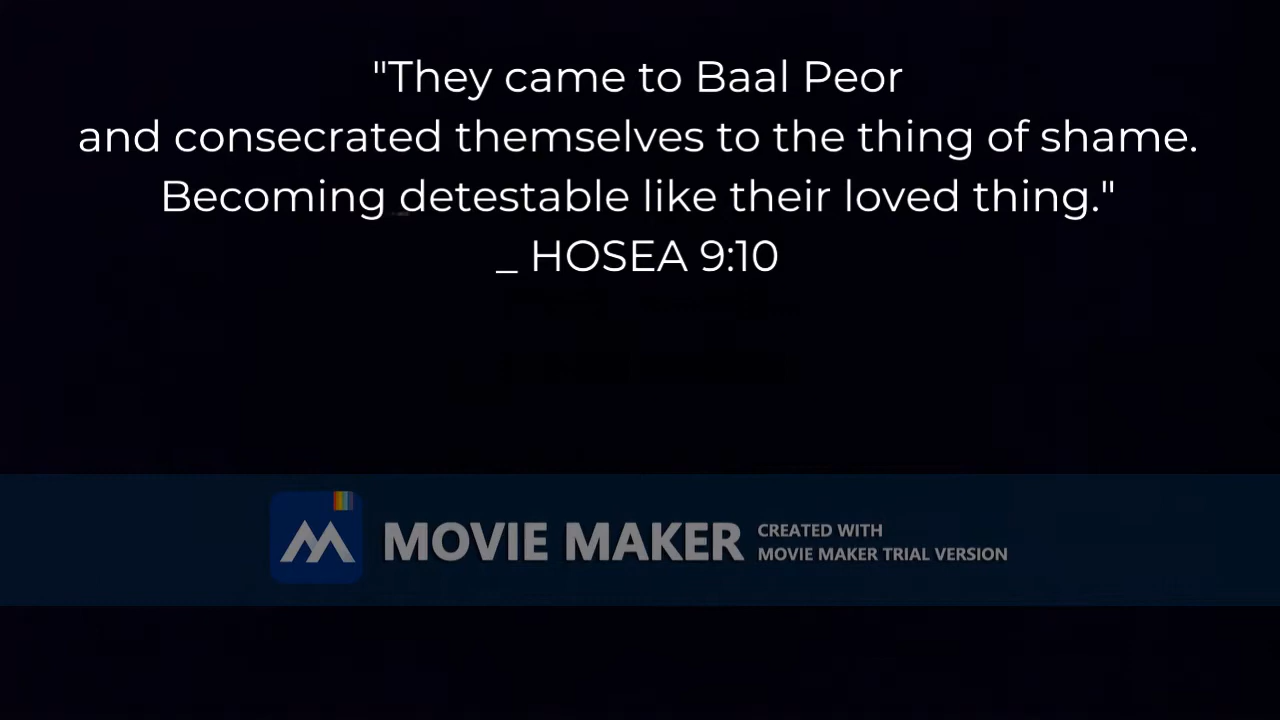 "They came to Baal Peor
and consecrated themselves to the thing of shame.
Becoming detestable like their loved thing."
_ HOSEA 9:10
MOVIE MAKER
CREATED WITH
MOVIE MAKER TRIAL VERSION